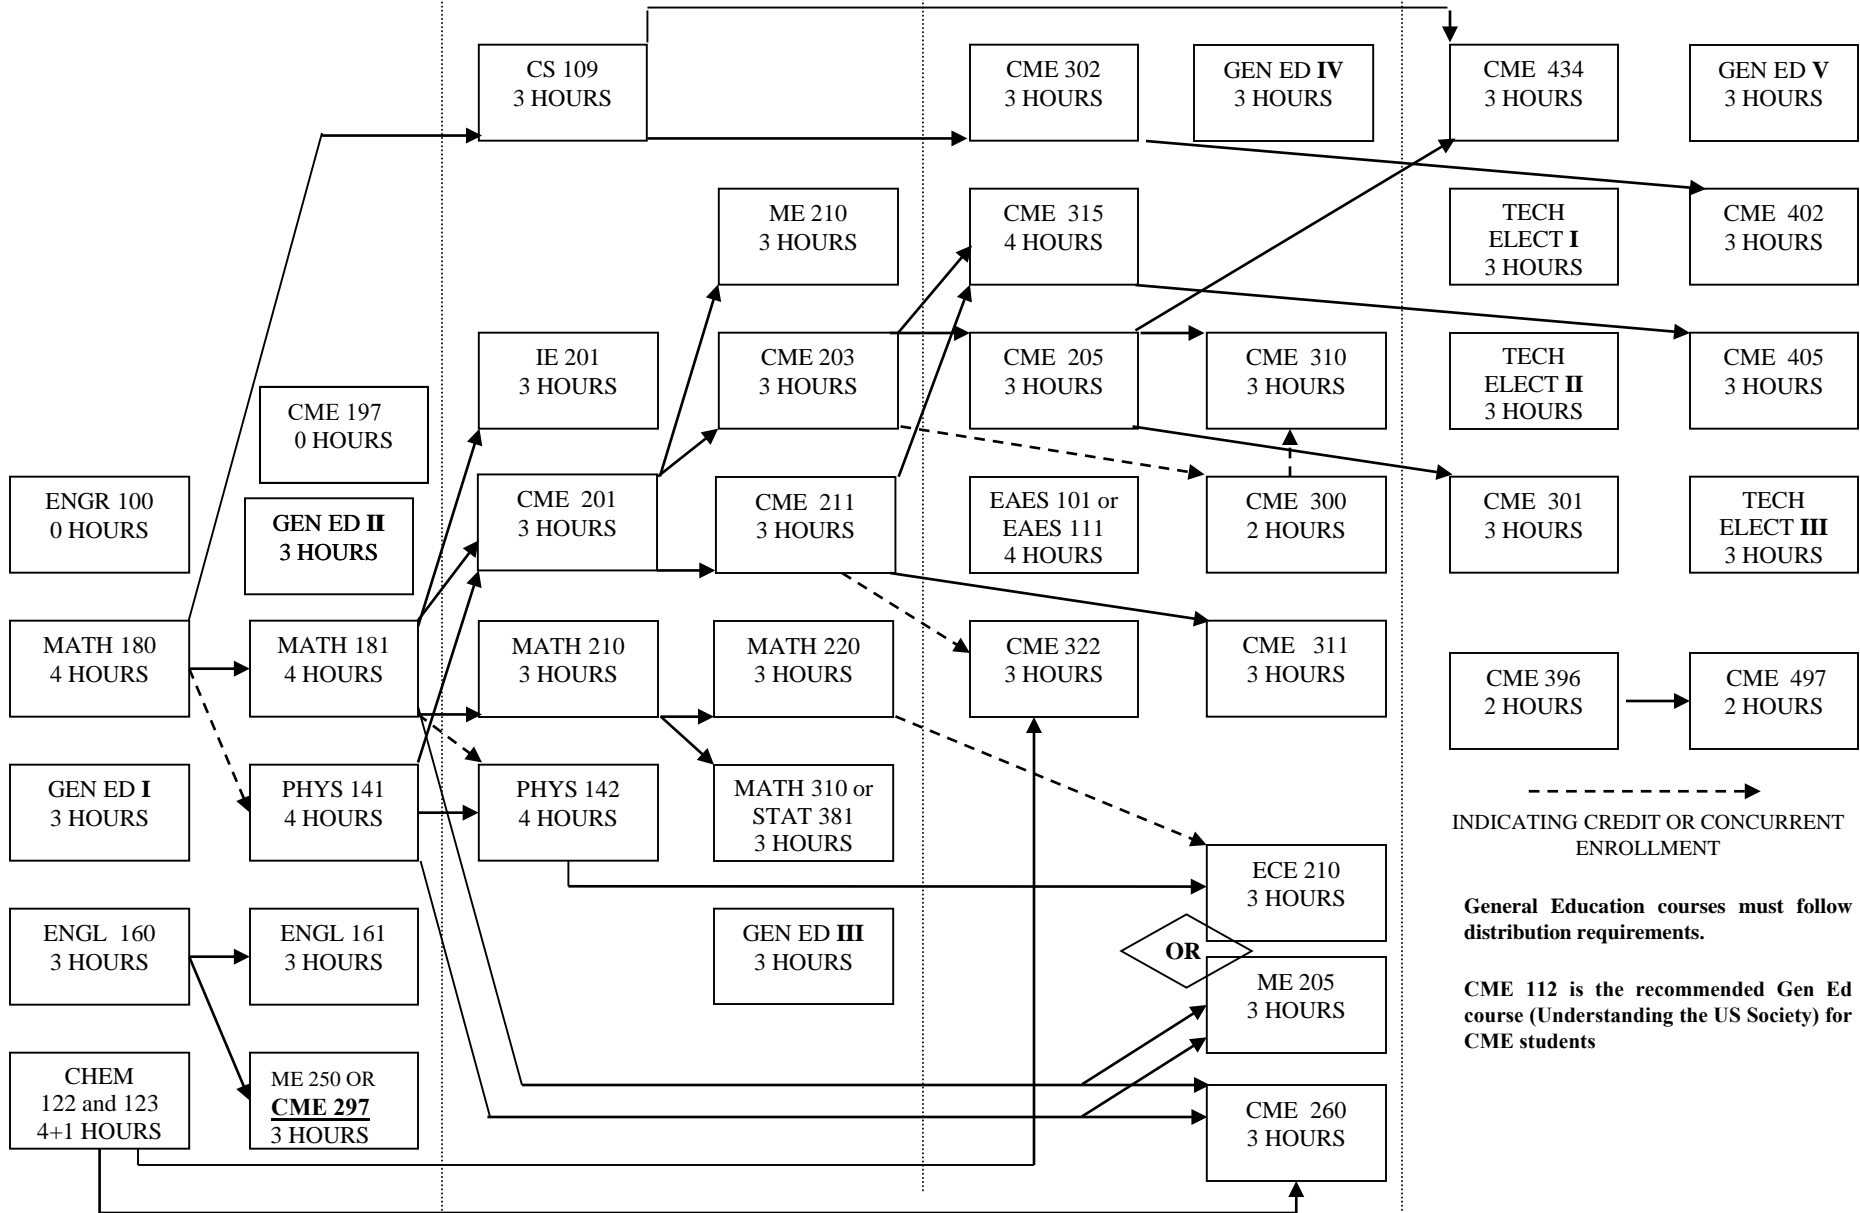 CS 109
3 HOURS
CME 302
3 HOURS
GEN ED IV
3 HOURS
CME 434
3 HOURS
GEN ED V
3 HOURS
ME 210
3 HOURS
CME 315
4 HOURS
TECH
ELECT I
3 HOURS
CME 402
3 HOURS
IE 201
3 HOURS
CME 203
3 HOURS
CME 205
3 HOURS
CME 310
3 HOURS
TECH
ELECT II
3 HOURS
CME 405
3 HOURS
CME 197
0 HOURS
ENGR 100
0 HOURS
GEN ED II
3 HOURS
CME 201
3 HOURS
CME 211
3 HOURS
EAES 101 or
EAES 111
4 HOURS
CME 300
2 HOURS
CME 301
3 HOURS
TECH
ELECT III
3 HOURS
MATH 180
4 HOURS
MATH 181
4 HOURS
MATH 210
3 HOURS
MATH 220
3 HOURS
CME 322
3 HOURS
CME 311
3 HOURS
CME 396
2 HOURS
CME 497
2 HOURS
GEN ED I
3 HOURS
PHYS 141
4 HOURS
PHYS 142
4 HOURS
MATH 310 or
STAT 381
3 HOURS
INDICATING CREDIT OR CONCURRENT
ENROLLMENT
ECE 210
3 HOURS
General Education courses must follow
distribution requirements.
ENGL 160
3 HOURS
ENGL 161
3 HOURS
GEN ED III
3 HOURS
OR
ME 205
3 HOURS
CME 112 is the recommended Gen Ed
course (Understanding the US Society) for
CME students
CHEM
122 and 123
4+1 HOURS
ME 250 OR
CME 297
3 HOURS
CME 260
3 HOURS